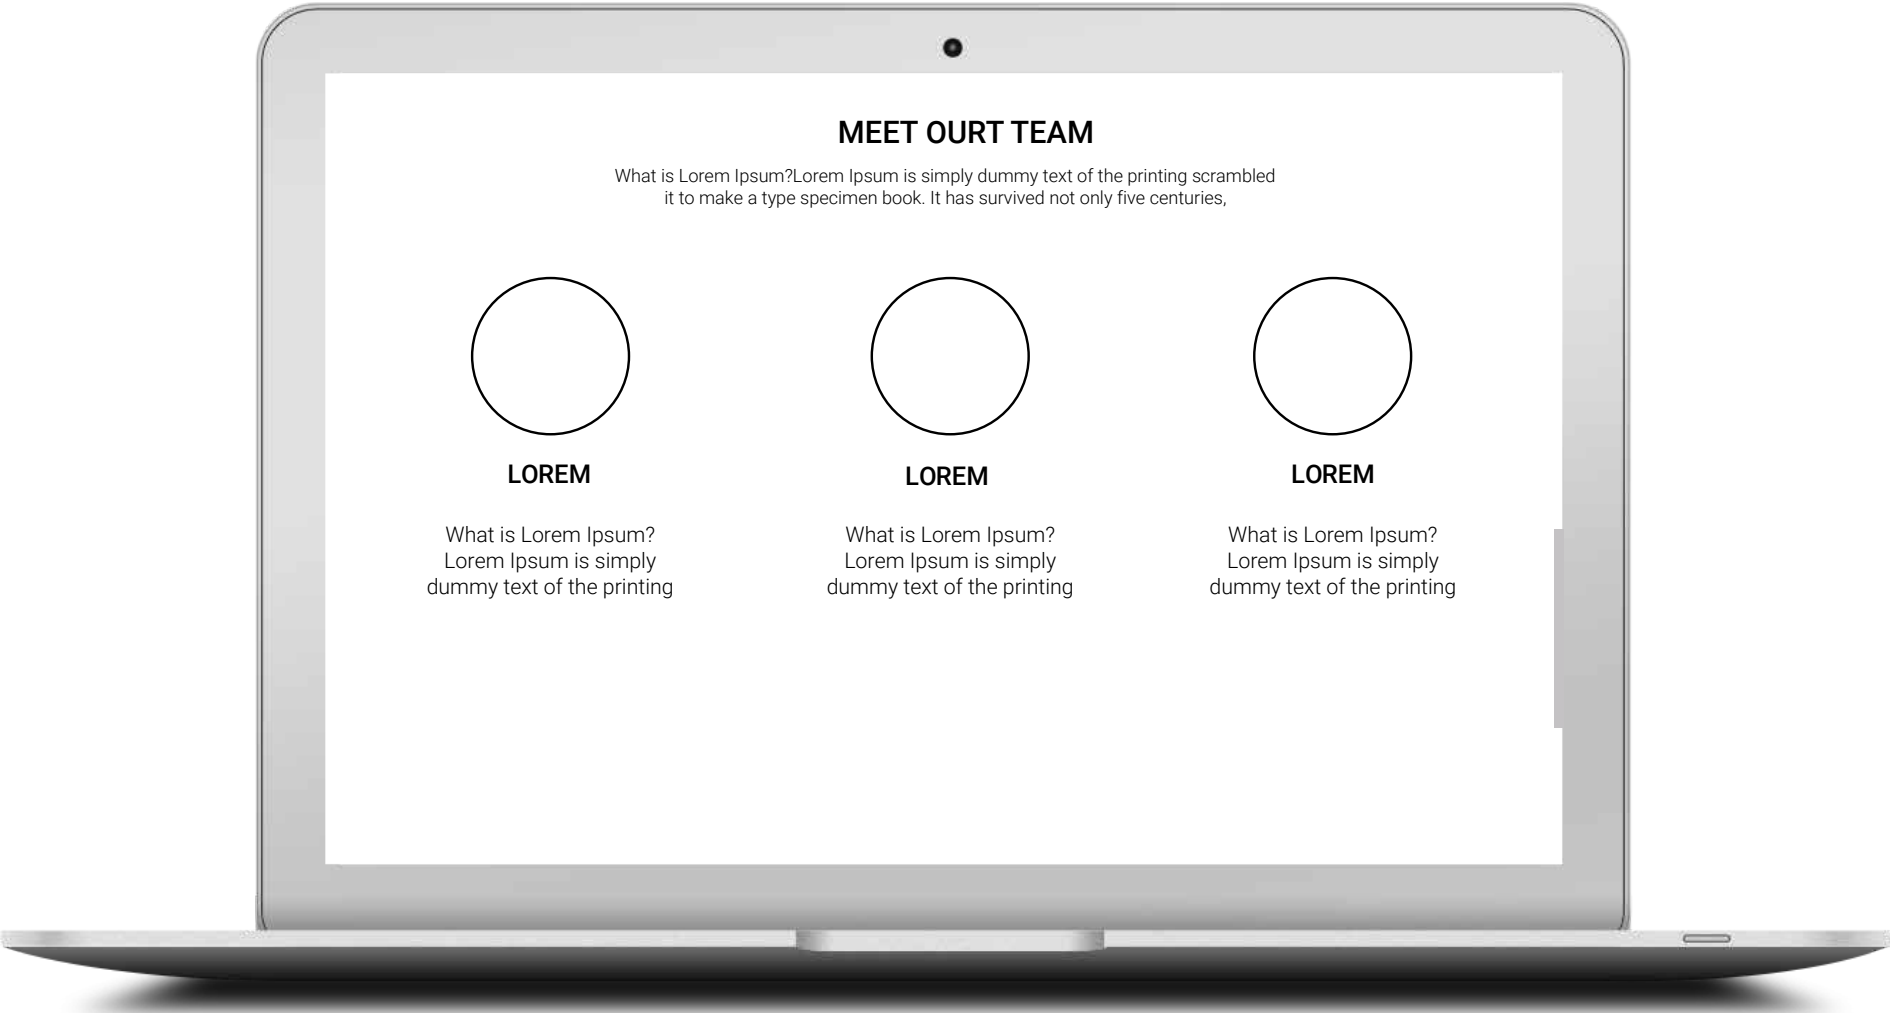 MEET OURT TEAM
What is Lorem Ipsum?Lorem Ipsum is simply dummy text of the printing scrambled
it to make a type specimen book. It has survived not only five centuries,
LOREM
What is Lorem Ipsum?
Lorem Ipsum is simply
dummy text of the printing
LOREM
What is Lorem Ipsum?
Lorem Ipsum is simply
dummy text of the printing
LOREM
What is Lorem Ipsum?
Lorem Ipsum is simply
dummy text of the printing